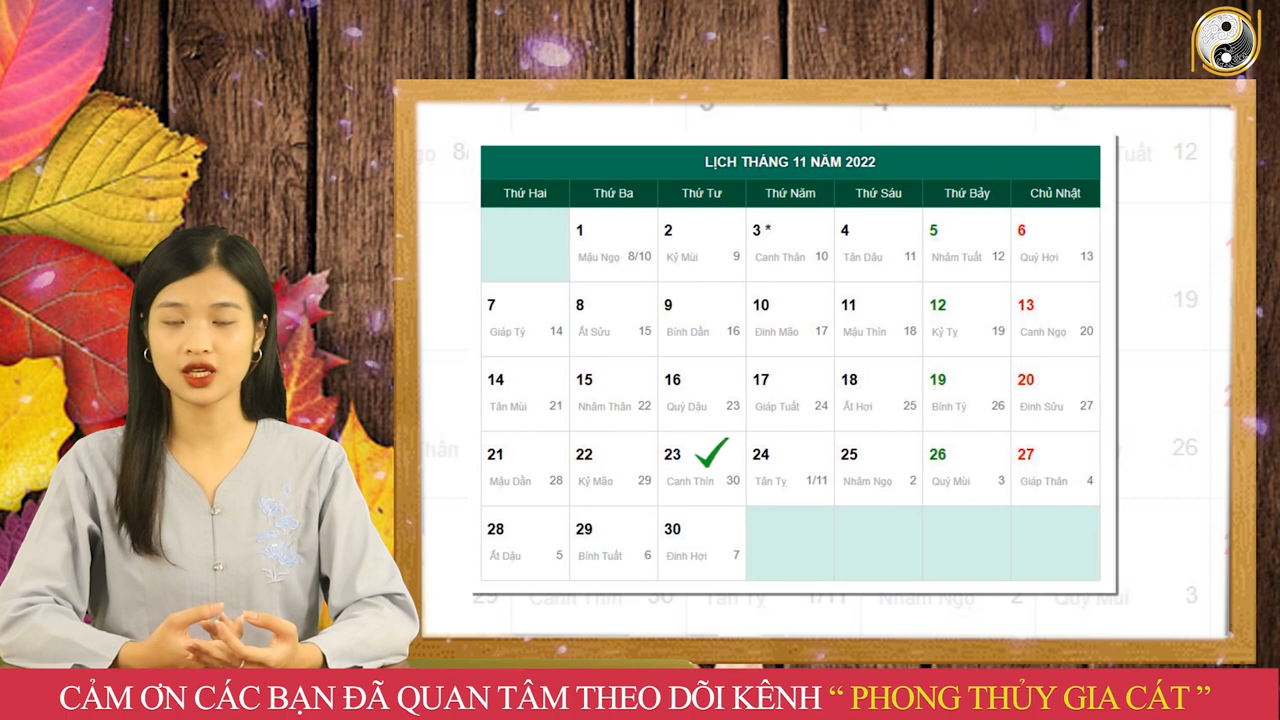 LỊCH THÁNG 11 NĂM 2022
Thứ Hai Thứ Ba Thứ Tư Thứ Năm Thứ Sáu Thứ Bảy Chủ Nhật
1 2 3 * 4 5 6
Mậu Ngọ 8/10 Kỷ Mùi 9 Canh Thân 10 Tân Dậu 11 Nhâm Tuất 12 Quý Hợi 13
7 8 9 10 11 12 13
Giáp Tý 14 Ất Sửu 15 Bính Dần 16 Đinh Mão 17 Mậu Thìn 18 Kỷ Tỵ 19 Canh Ngọ 20
14 15 16 17 18 19 20
Tân Mùi 21 Nhâm Thân 22 Quý Dậu 23 Giáp Tuất 24 Ất Hợi 25 Bính Tý 26 Đinh Sửu 27
21 22 23 24 25 26 27
Mậu Dần 28 Kỷ Mão 29 Canh Thìn 30 Tân Tỵ 1/11 Nhâm Ngọ 2 Quý Mùi 3 Giáp Thân 4
28 29 30
Ất Dậu 5 Bính Tuất 6 Đinh Hợi 7
CẢM ƠN CÁC BẠN ĐÃ QUAN TÂM THEO DÕI KÊNH “ PHONG THỦY GIA CÁT ”